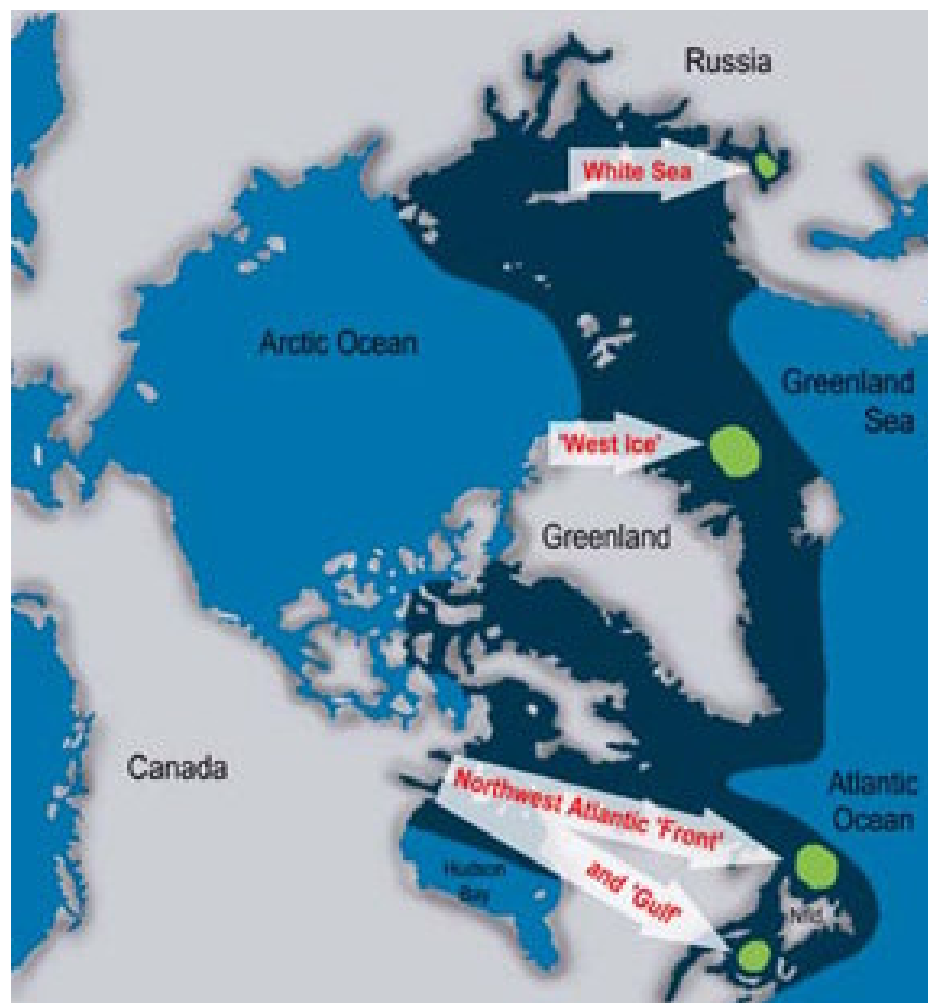 Russia
White Sea
Arctic Ocean
Greenland
Sea
'West Ice'
Greenland
Canada
Northwest Atlantic 'Front'
Atlantic
Ocean
and 'Gulf'
Hudson
Bay
Nfld.